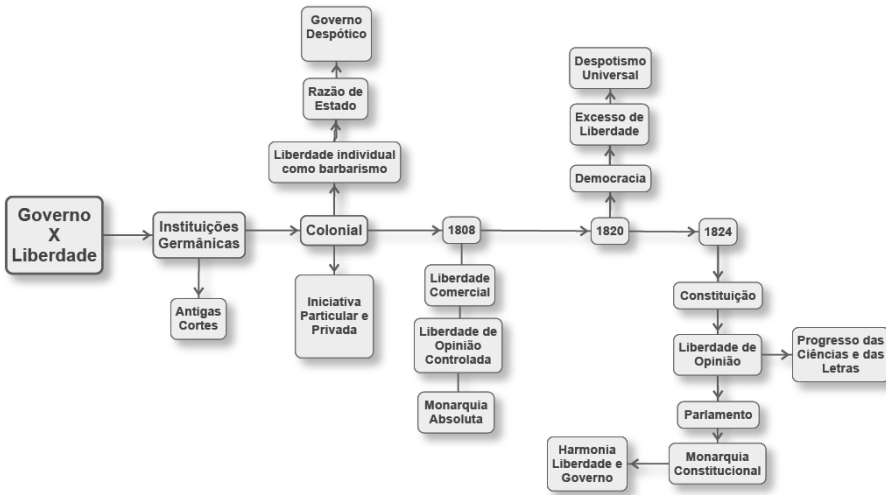 Governo
X
Liberdade
Instituições
Germânicas
Antigas
Cortes
Governo
Despótico
Razão de
Estado
Liberdade individual
como barbarismo
Colonial
Iniciativa
Particular e
Privada
1808
Liberdade
Comercial
Liberdade de
Opinião
Controlada
Monarquia
Absoluta
Despotismo
Universal
Excesso de
Liberdade
Democracia
1820
1824
Constituição
Liberdade de
Opinião
Progresso das
Ciências e das
Letras
Parlamento
Monarquia
Constitucional
Harmonia
Liberdade e
Governo